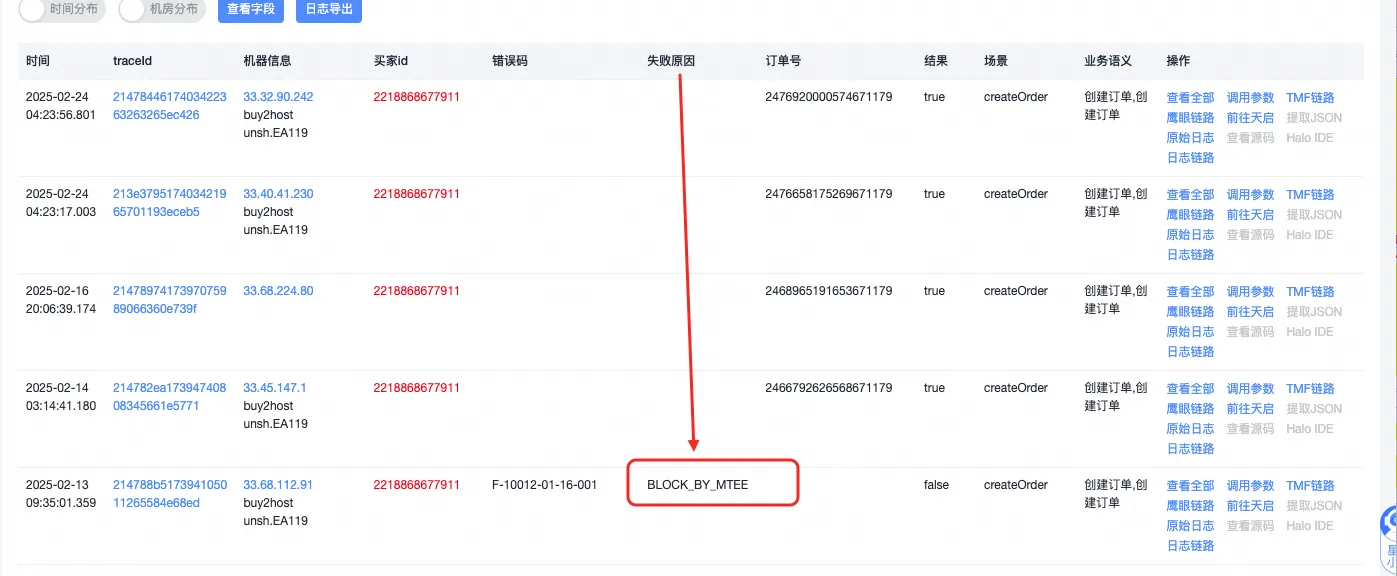 时间分布 机房分布 查看字段 日志导出
时间 traceId 机器信息 买家id 错误码 失败原因 订单号 结果 场景 业务语义 操作
2025-02-24 21478446174034223 33.32.90.242 2218868677911 2476920000574671179 true createOrder 创建订单,创 查看全部 调用参数 TMF链路
04:23:56.801 63263265ec426 buy2host 建订单 鹰眼链路 前往天启 提取JSON
unsh.EA119 原始日志 查看源码 Halo IDE
日志链路
2025-02-24 213e3795174034219 33.40.41.230 2218868677911 2476658175269671179 true createOrder 创建订单,创 查看全部 调用参数 TMF链路
04:23:17.003 65701193eceb5 buy2host 建订单 鹰眼链路 前往天启 提取JSON
unsh.EA119 原始日志 查看源码 Halo IDE
日志链路
2025-02-16 21478974173970759 33.68.224.80 2218868677911 2468965191653671179 true createOrder 创建订单,创 查看全部 调用参数 TMF链路
20:06:39.174 89066360e739f 建订单 鹰眼链路 前往天启 提取JSON
原始日志 查看源码 Halo IDE
日志链路
2025-02-14 214782ea173947408 33.45.147.1 2218868677911 2466792626568671179 true createOrder 创建订单,创 查看全部 调用参数 TMF链路
03:14:41.180 08345661e5771 buy2host 建订单 鹰眼链路 前往天启 提取JSON
unsh.EA119 原始日志 查看源码 Halo IDE
日志链路
2025-02-13 214788b5173941050 33.68.112.91 2218868677911 F-10012-01-16-001 BLOCK_BY_MTEE false createOrder 创建订单,创 查看全部 调用参数 TMF链路
09:35:01.359 11265584e68ed buy2host 建订单 鹰眼链路 前往天启 提取JSON
unsh.EA119 原始日志 查看源码 Halo IDE
日志链路